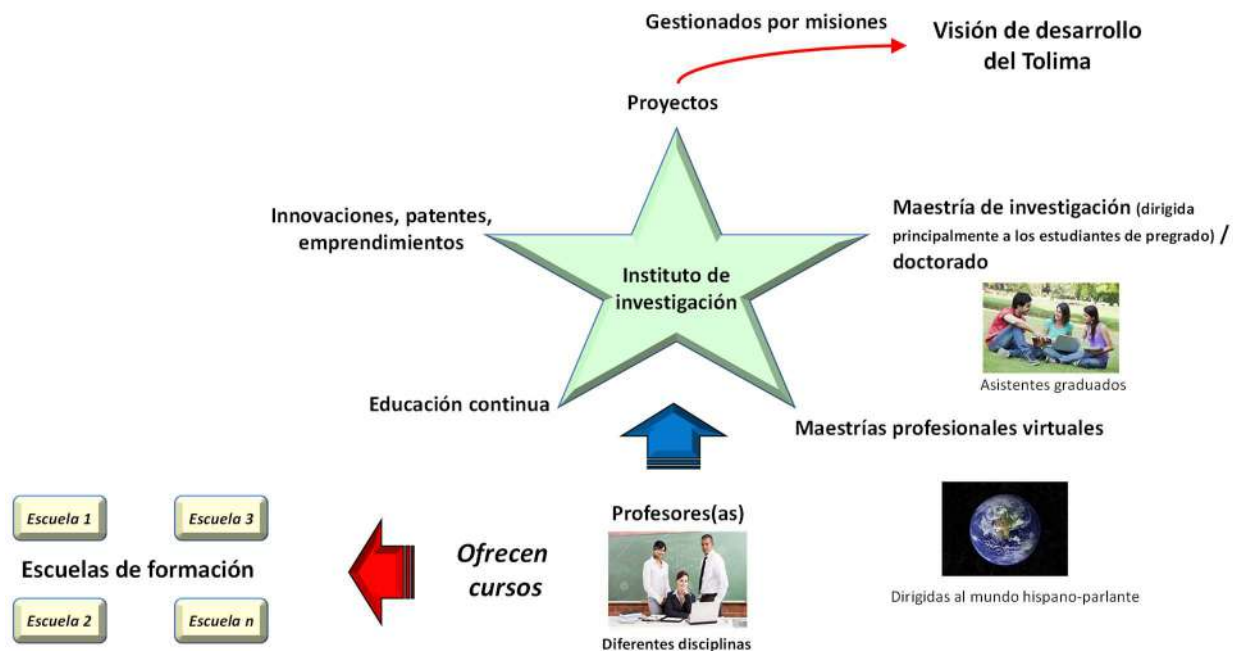 Gestionados por misiones
Visión de desarrollo
del Tolima
Proyectos
Innovaciones, patentes,
emprendimientos
Maestría de investigación (dirigida
principalmente a los estudiantes de pregrado) /
doctorado
Instituto de
investigación
Asistentes graduados
Educación continua
Maestrías profesionales virtuales
Profesores(as)
Escuela 1
Escuela 3
Ofrecen
cursos
Escuelas de formación
Dirigidas al mundo hispano-parlante
Escuela 2
Escuela n
Diferentes disciplinas